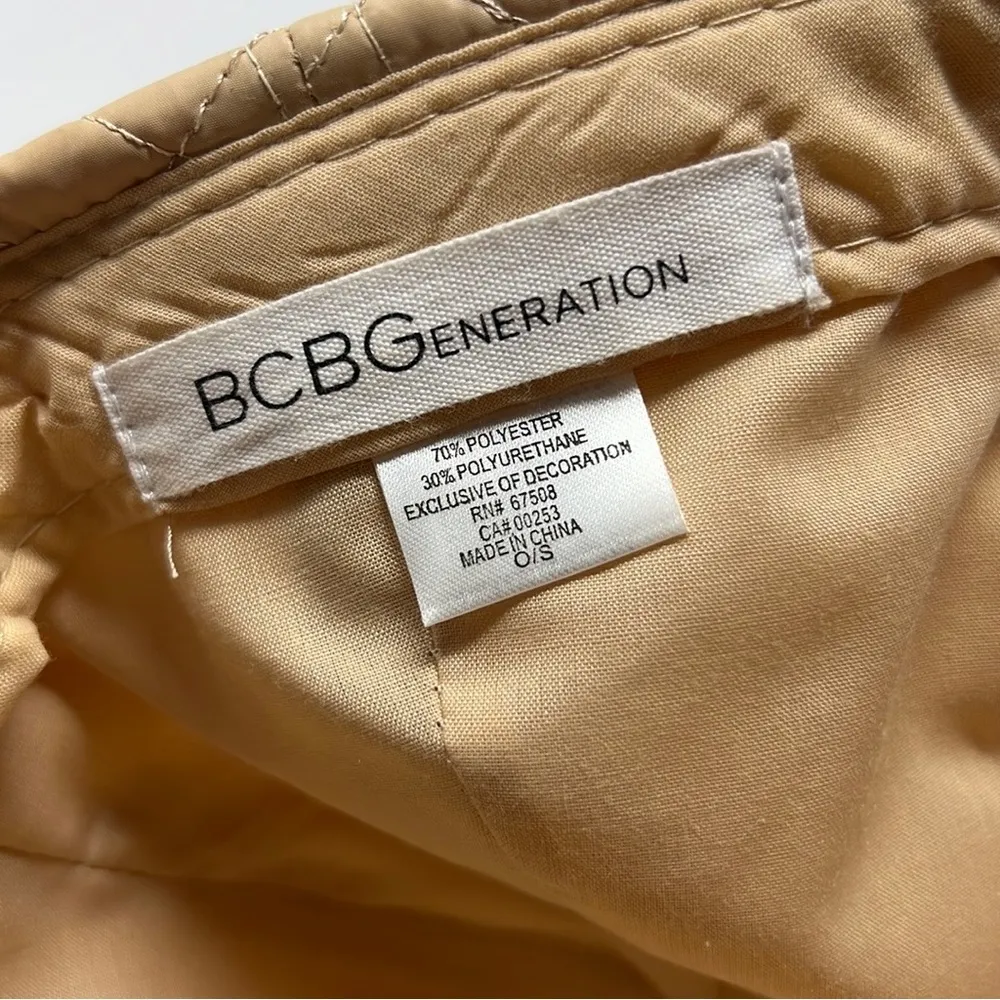 BCBGENERATION
70% POLYESTER
30% POLYURETHANE
EXCLUSIVE OF DECORATION
RN# 67508
CA# 00253
MADE IN CHINA
O/S